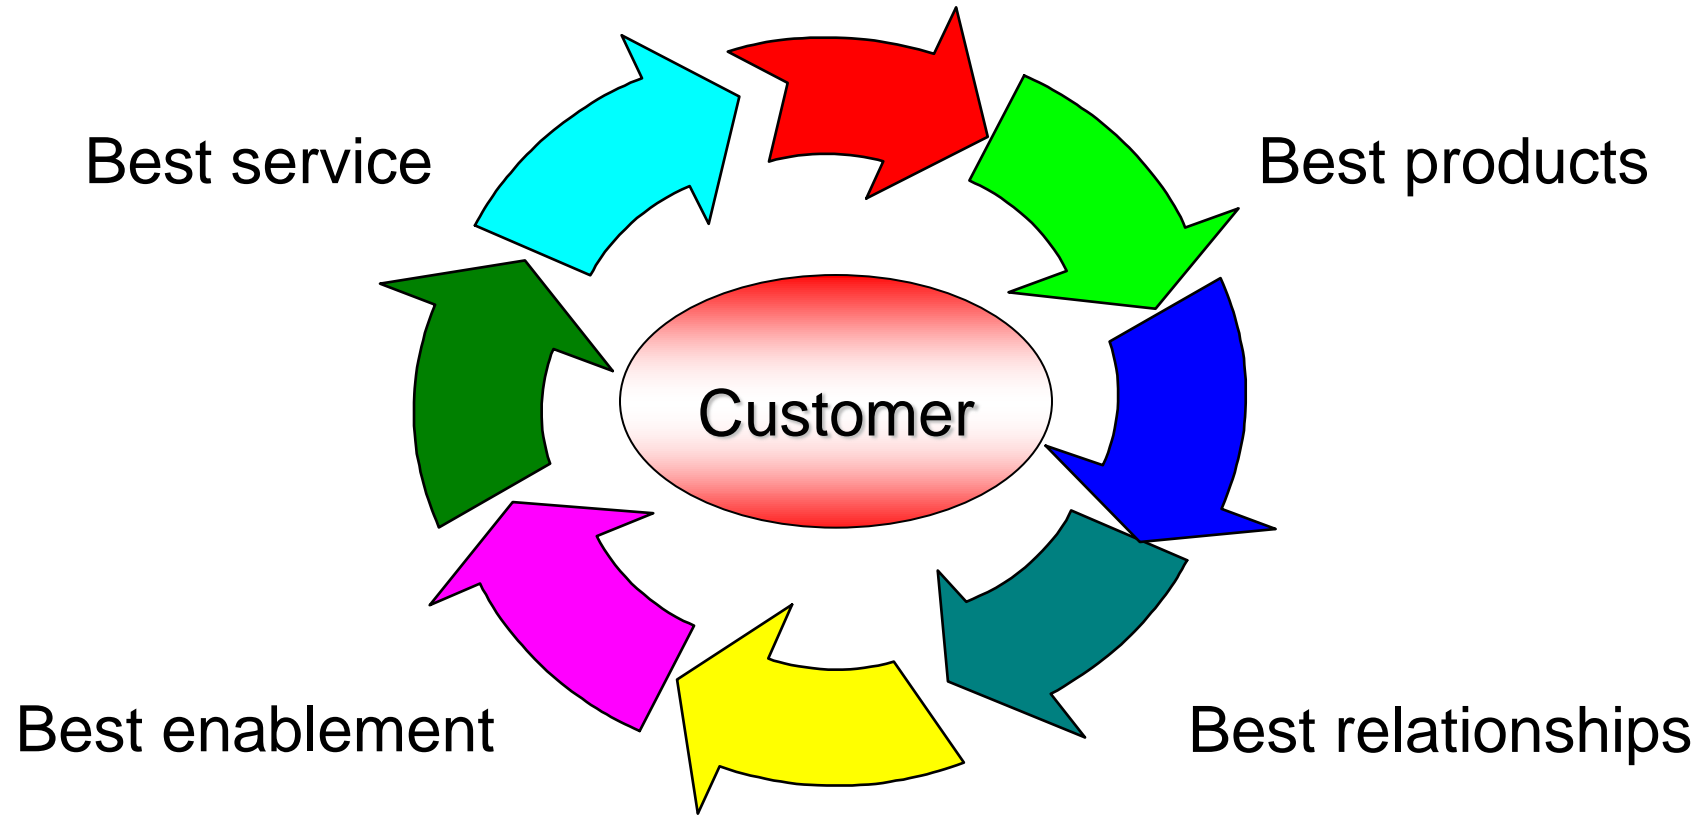 Best service
Best products
Customer
Best enablement
Best relationships